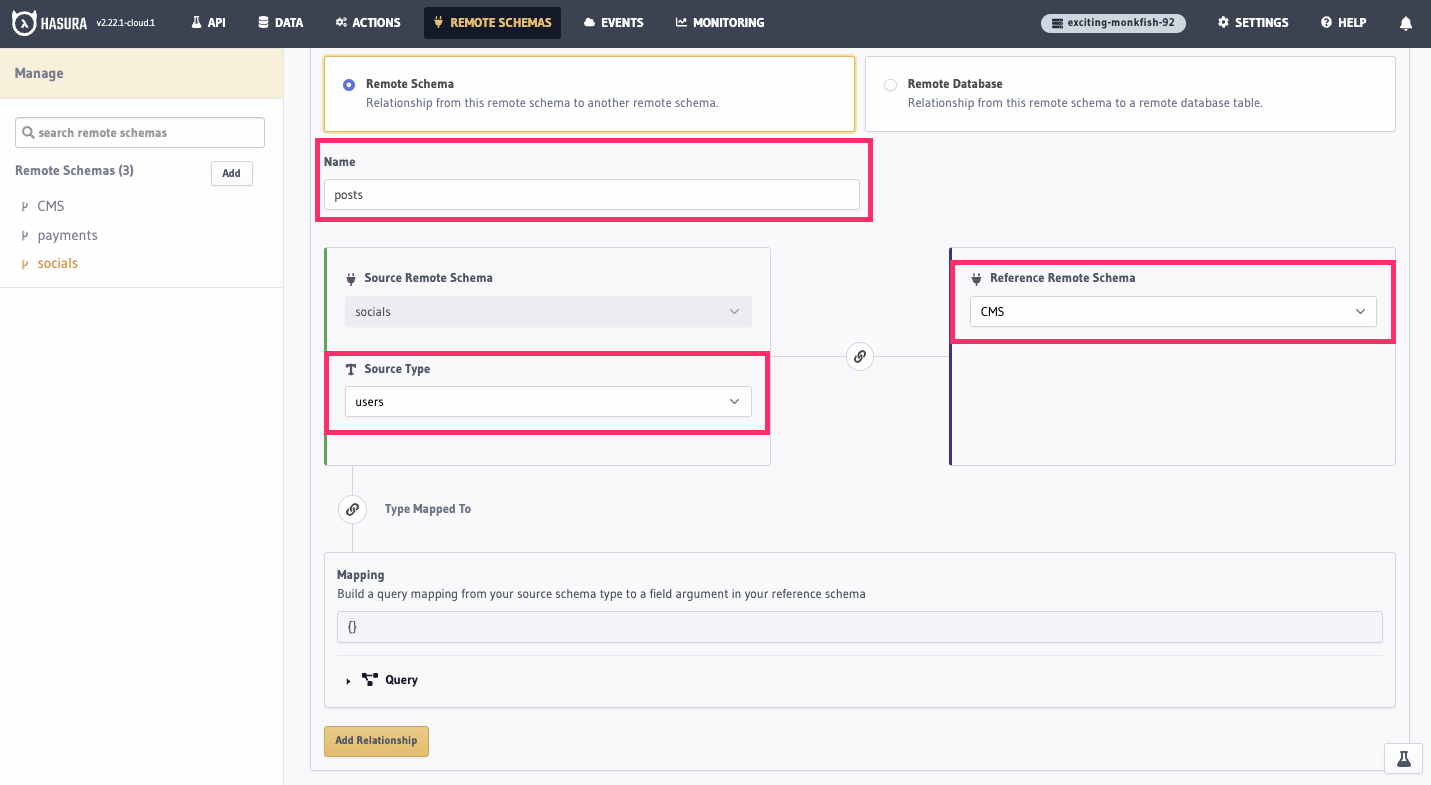 HASURA v2.22.1-cloud.1 API DATA ACTIONS REMOTE SCHEMAS EVENTS MONITORING exciting-monkfish-92 SETTINGS HELP
Manage
search remote schemas
Remote Schemas (3) Add
CMS
payments
socials
Remote Schema
Relationship from this remote schema to another remote schema.
Remote Database
Relationship from this remote schema to a remote database table.
Name
posts
Source Remote Schema
socials
Source Type
users
Reference Remote Schema
CMS
Type Mapped To
Mapping
Build a query mapping from your source schema type to a field argument in your reference schema
{}
Query
Add Relationship